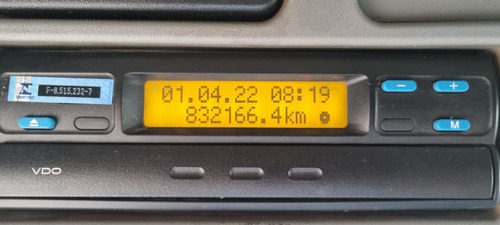 F-8.515.232-7
01.04.22 08:19
832166.4km
− +
M
VDO